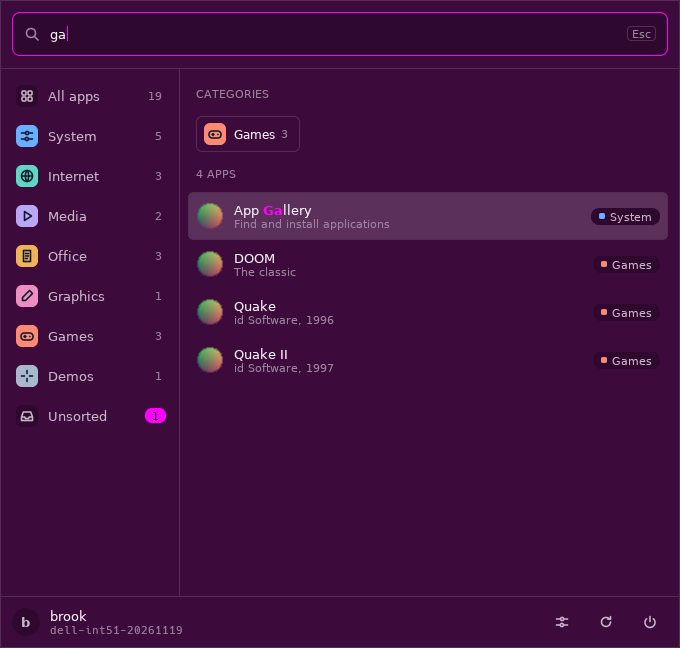 ga
Esc
All apps 19
System 5
Internet 3
Media 2
Office 3
Graphics 1
Games 3
Demos 1
Unsorted 1
CATEGORIES
Games 3
4 APPS
App Gallery
Find and install applications
System
DOOM
The classic
Games
Quake
id Software, 1996
Games
Quake II
id Software, 1997
Games
b
brook
dell-int51-20261119